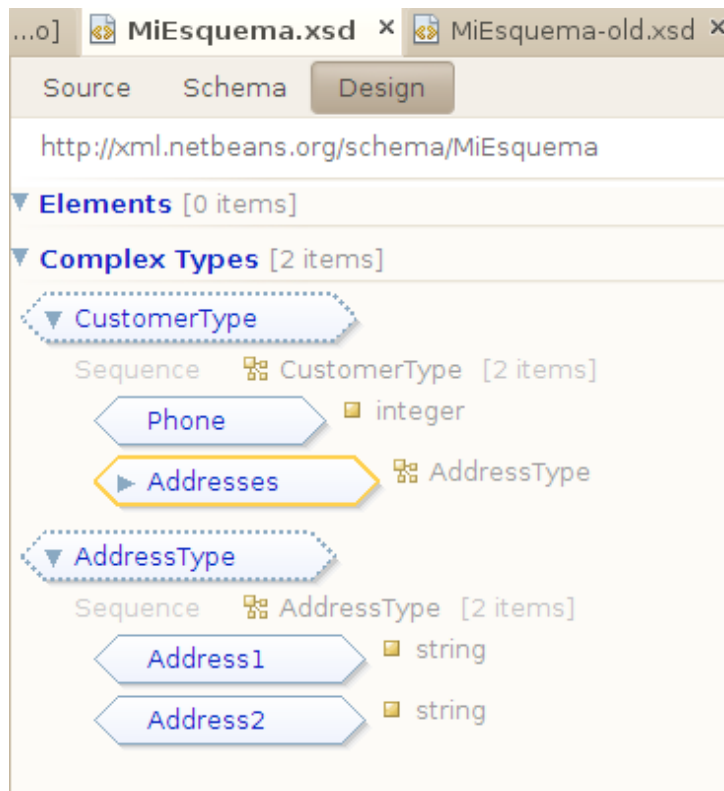 ...o] MiEsquema.xsd × MiEsquema-old.xsd ×
Source Schema Design
http://xml.netbeans.org/schema/MiEsquema
Elements [0 items]
Complex Types [2 items]
CustomerType
Sequence CustomerType [2 items]
Phone integer
Addresses AddressType
AddressType
Sequence AddressType [2 items]
Address1 string
Address2 string